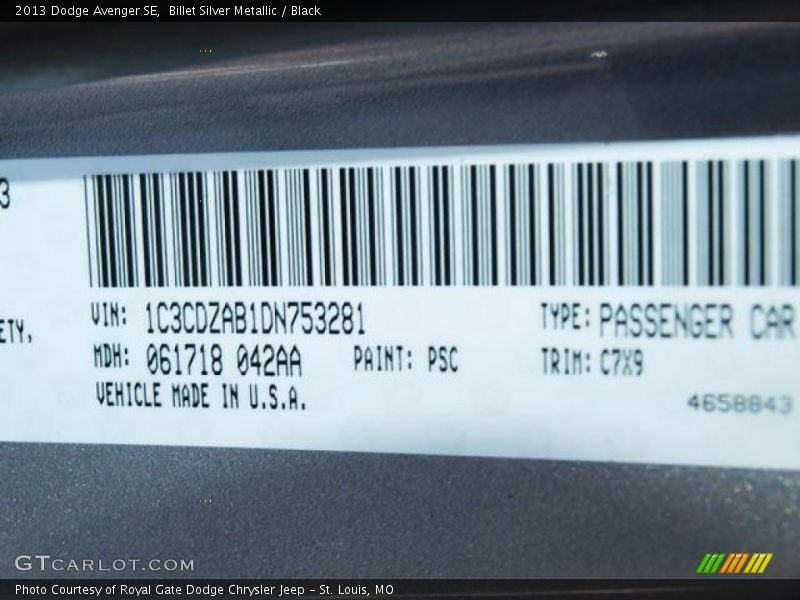 2013 Dodge Avenger SE,  Billet Silver Metallic / Black
3
VIN: 1C3CDZAB1DN753281 TYPE: PASSENGER CAR
ETY,
MDH: 061718 042AA PAINT: PSC TRIM: C7X9
VEHICLE MADE IN U.S.A. 4658843
GTCARLOT.COM
Photo Courtesy of Royal Gate Dodge Chrysler Jeep – St. Louis, MO